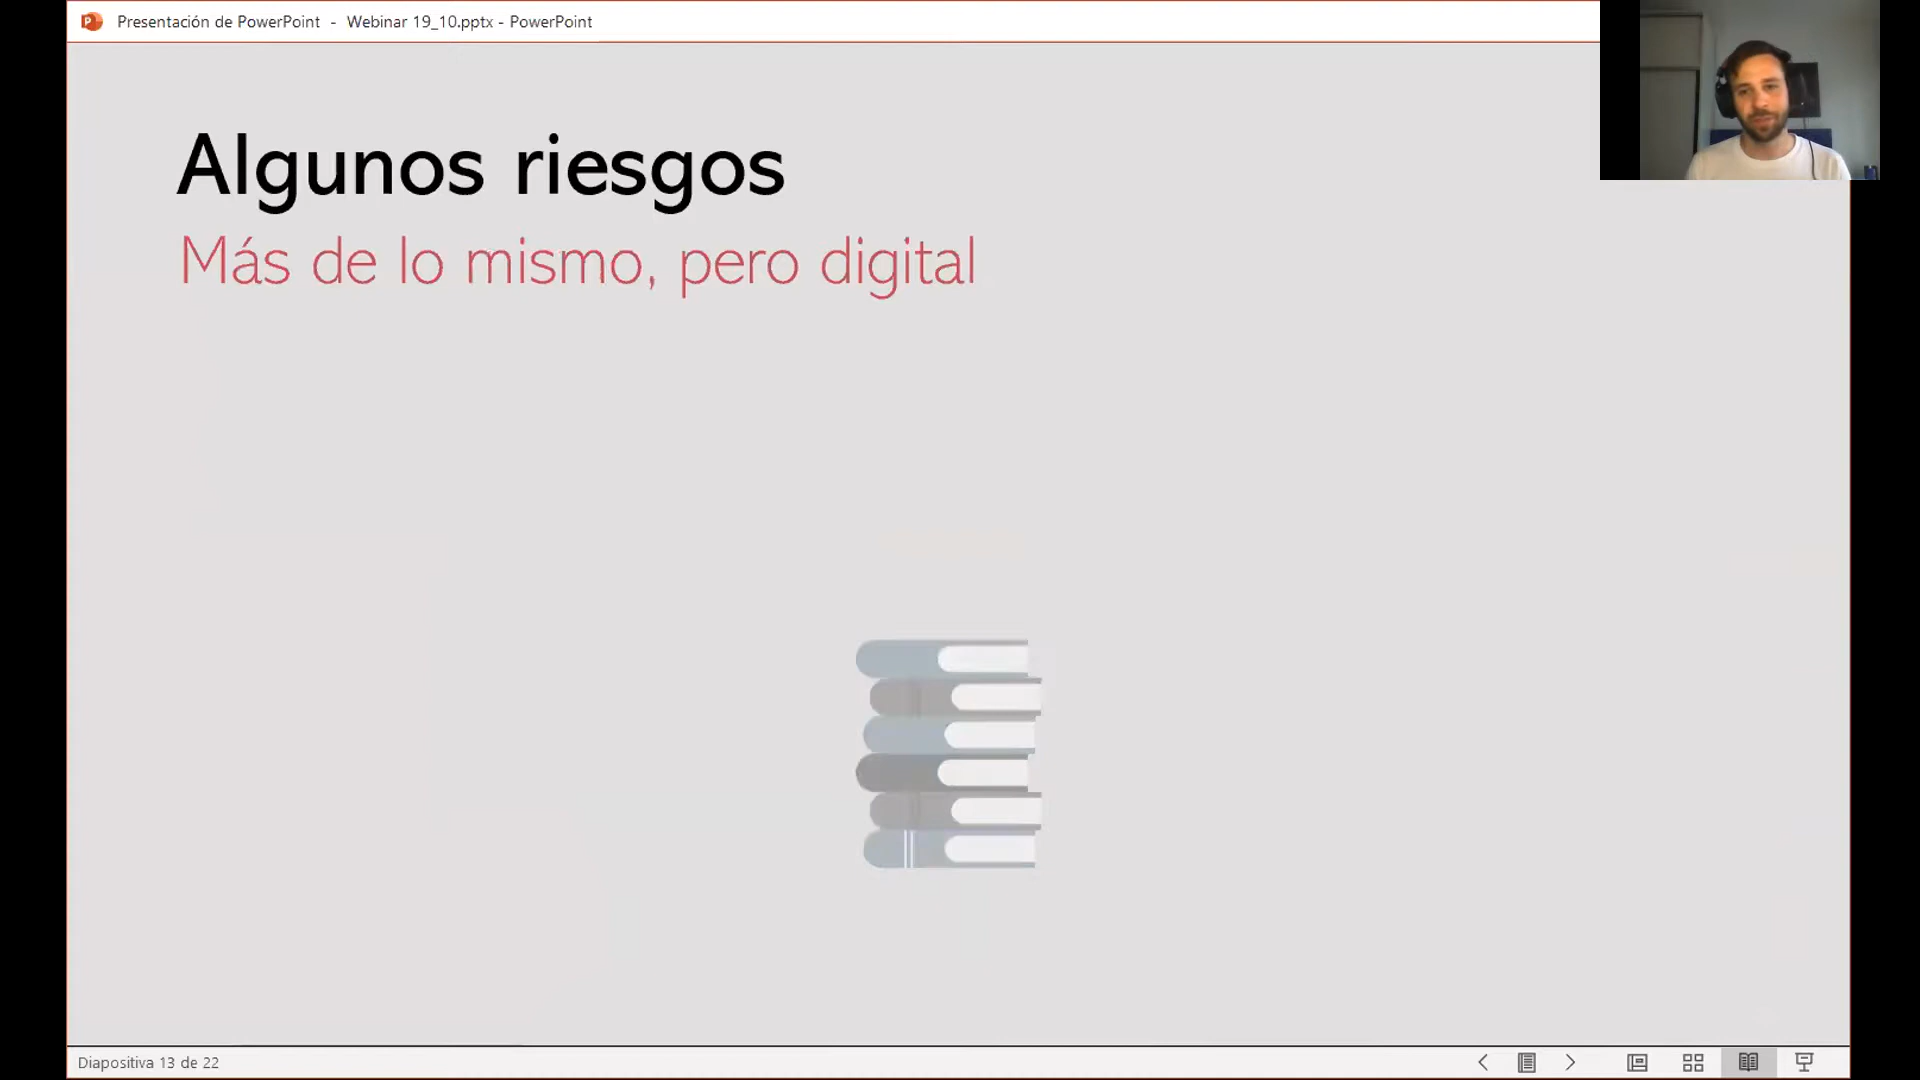 Presentación de PowerPoint - Webinar 19_10.pptx - PowerPoint
Algunos riesgos
Más de lo mismo, pero digital
Diapositiva 13 de 22